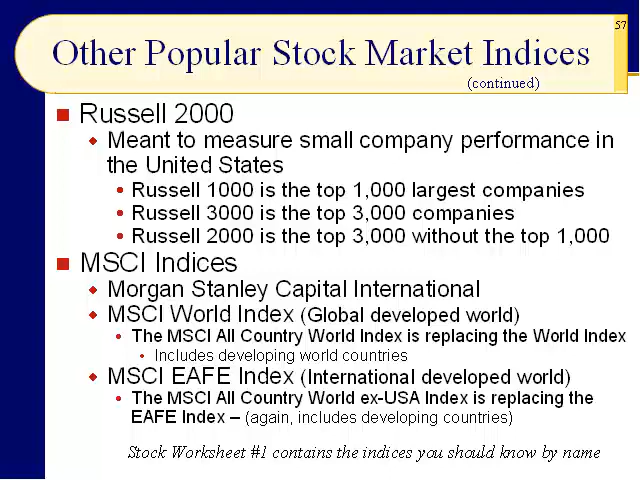 57
Other Popular Stock Market Indices
(continued)
Russell 2000
Meant to measure small company performance in
the United States
Russell 1000 is the top 1,000 largest companies
Russell 3000 is the top 3,000 companies
Russell 2000 is the top 3,000 without the top 1,000
MSCI Indices
Morgan Stanley Capital International
MSCI World Index (Global developed world)
The MSCI All Country World Index is replacing the World Index
Includes developing world countries
MSCI EAFE Index (International developed world)
The MSCI All Country World ex-USA Index is replacing the
EAFE Index – (again, includes developing countries)
Stock Worksheet #1 contains the indices you should know by name